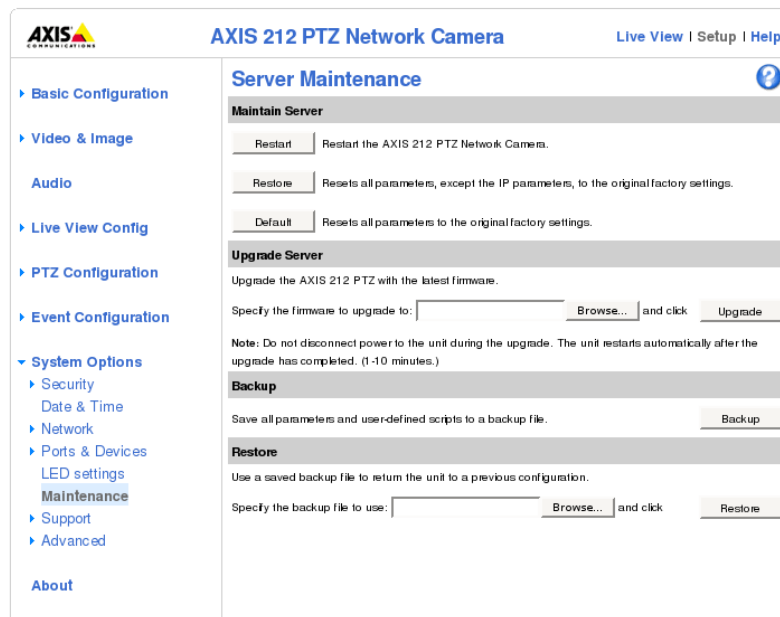 AXIS
COMMUNICATIONS
AXIS 212 PTZ Network Camera
Live View | Setup | Help
Basic Configuration
Video & Image
Audio
Live View Config
PTZ Configuration
Event Configuration
System Options
Security
Date & Time
Network
Ports & Devices
LED settings
Maintenance
Support
Advanced
About
Server Maintenance
?
Maintain Server
Restart Restart the AXIS 212 PTZ Network Camera.
Restore Resets all parameters, except the IP parameters, to the original factory settings.
Default Resets all parameters to the original factory settings.
Upgrade Server
Upgrade the AXIS 212 PTZ with the latest firmware.
Specify the firmware to upgrade to: Browse... and click Upgrade
Note: Do not disconnect power to the unit during the upgrade. The unit restarts automatically after the
upgrade has completed. (1-10 minutes.)
Backup
Save all parameters and user-defined scripts to a backup file. Backup
Restore
Use a saved backup file to return the unit to a previous configuration.
Specify the backup file to use: Browse... and click Restore